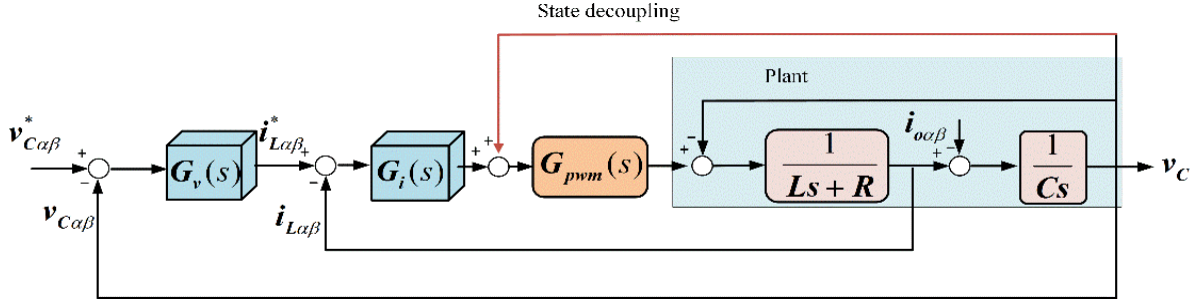 State decoupling
Plant
v*Cαβ
+
−
Gv(s)
i*Lαβ
+
−
Gi(s)
+
+
Gpwm(s)
+
−
1
Ls + R
ioαβ
+
−
1
Cs
vC
vCαβ
iLαβ